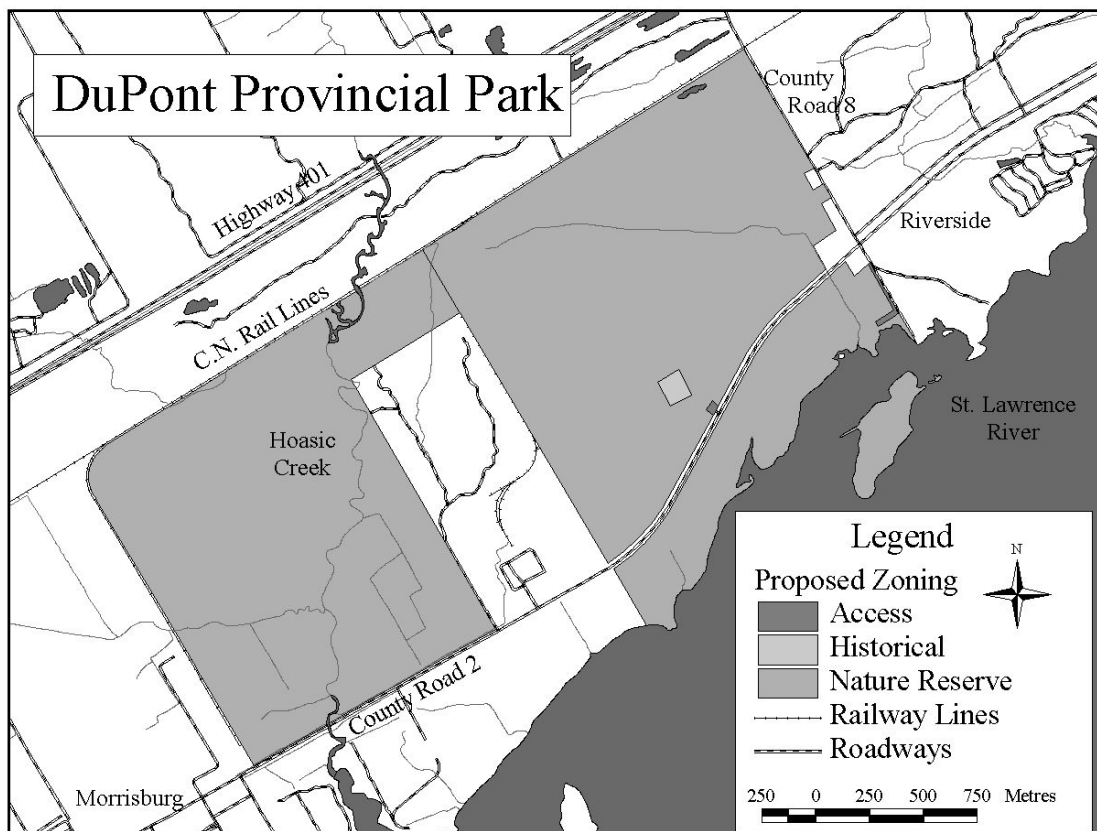 DuPont Provincial Park
County
Road 8
Highway 401
Riverside
C.N. Rail Lines
St. Lawrence
River
Hoasic
Creek
County Road 2
Morrisburg
Legend
N
Proposed Zoning
Access
Historical
Nature Reserve
Railway Lines
Roadways
250 0 250 500 750 Metres